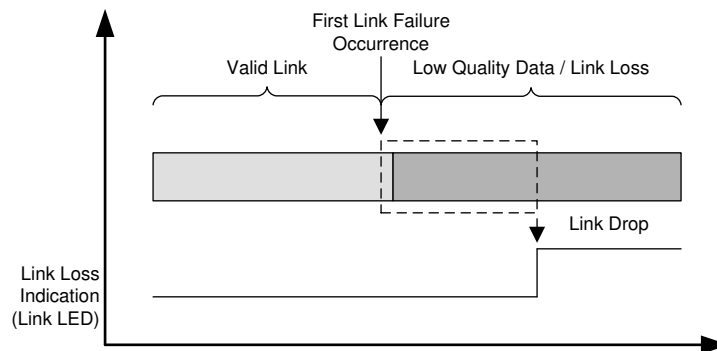 First Link Failure
Occurrence
Valid Link
Low Quality Data / Link Loss
Link Drop
Link Loss
Indication
(Link LED)